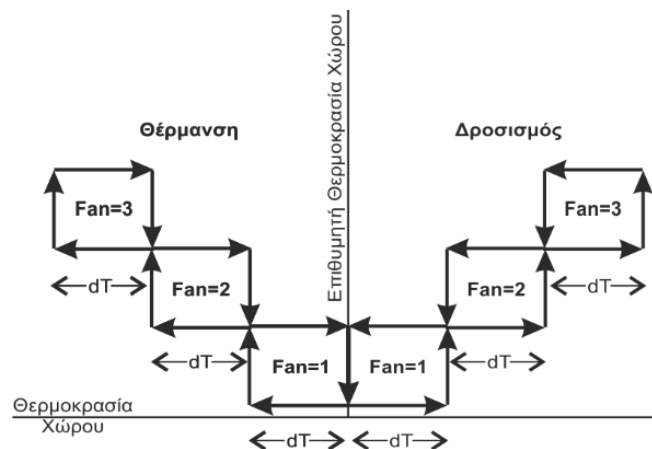 Επιθυμητή Θερμοκρασία Χώρου
Θέρμανση
Δροσισμός
Fan=3
Fan=3
dT
Fan=2
Fan=2
dT
dT
Fan=1
Fan=1
dT
Θερμοκρασία
Χώρου
dT
dT